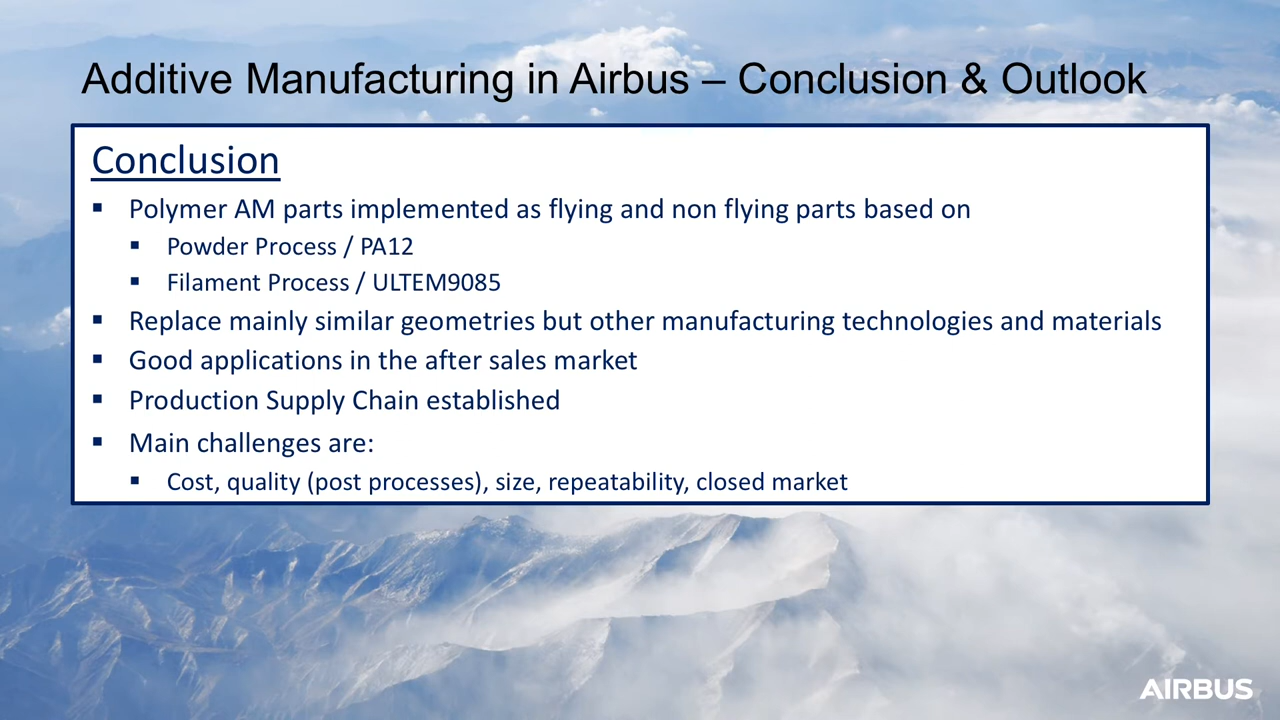 Additive Manufacturing in Airbus – Conclusion & Outlook
Conclusion
▪ Polymer AM parts implemented as flying and non flying parts based on
▪ Powder Process / PA12
▪ Filament Process / ULTEM9085
▪ Replace mainly similar geometries but other manufacturing technologies and materials
▪ Good applications in the after sales market
▪ Production Supply Chain established
▪ Main challenges are:
▪ Cost, quality (post processes), size, repeatability, closed market
AIRBUS